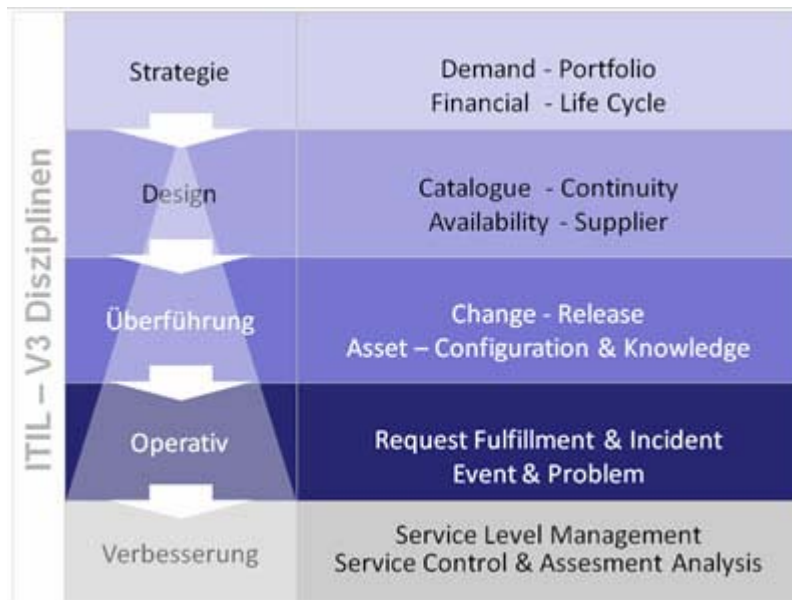 ITIL – V3 Disziplinen
Strategie
Demand - Portfolio
Financial - Life Cycle
Design
Catalogue - Continuity
Availability - Supplier
Überführung
Change - Release
Asset – Configuration & Knowledge
Operativ
Request Fulfillment & Incident
Event & Problem
Verbesserung
Service Level Management
Service Control & Assesment Analysis